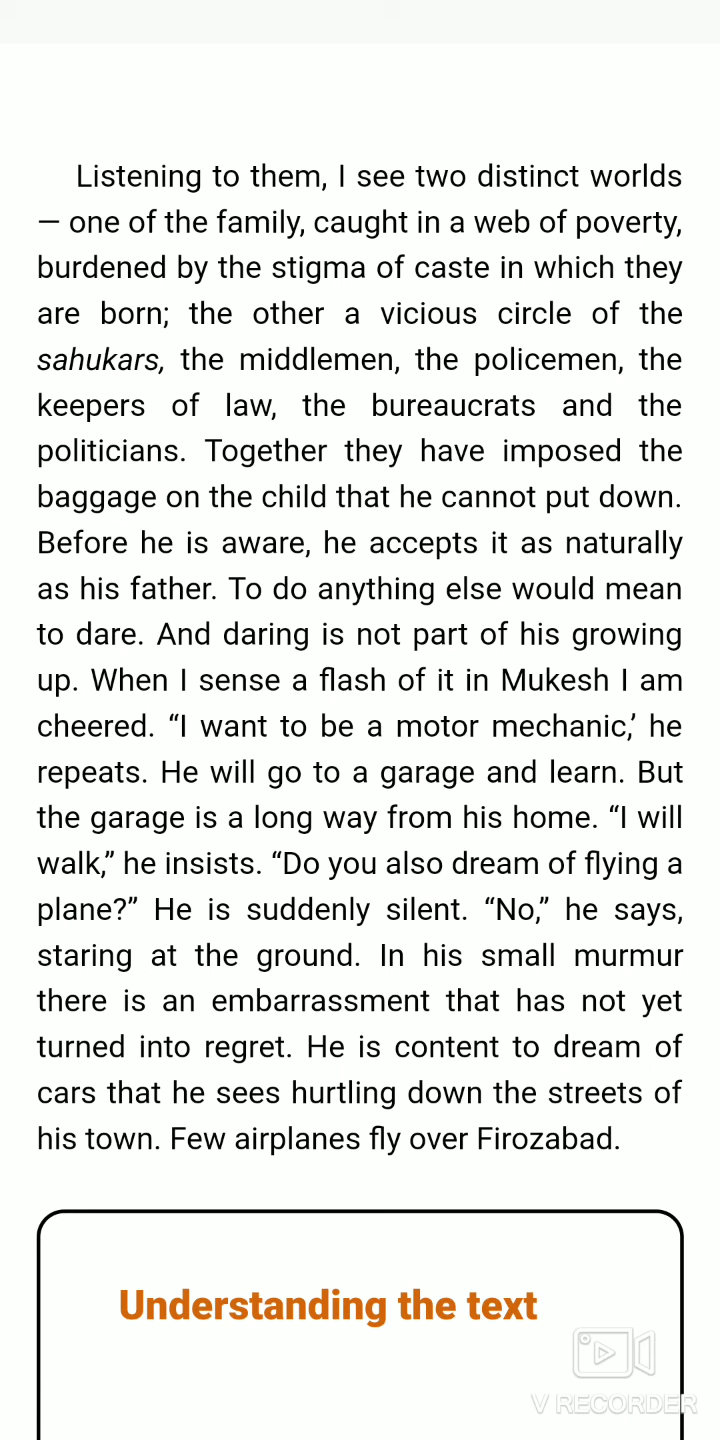 Listening to them, I see two distinct worlds
— one of the family, caught in a web of poverty,
burdened by the stigma of caste in which they
are born; the other a vicious circle of the
sahukars, the middlemen, the policemen, the
keepers of law, the bureaucrats and the
politicians. Together they have imposed the
baggage on the child that he cannot put down.
Before he is aware, he accepts it as naturally
as his father. To do anything else would mean
to dare. And daring is not part of his growing
up. When I sense a flash of it in Mukesh I am
cheered. “I want to be a motor mechanic,’ he
repeats. He will go to a garage and learn. But
the garage is a long way from his home. “I will
walk,” he insists. “Do you also dream of flying a
plane?” He is suddenly silent. “No,” he says,
staring at the ground. In his small murmur
there is an embarrassment that has not yet
turned into regret. He is content to dream of
cars that he sees hurtling down the streets of
his town. Few airplanes fly over Firozabad.
Understanding the text
V RECORDER